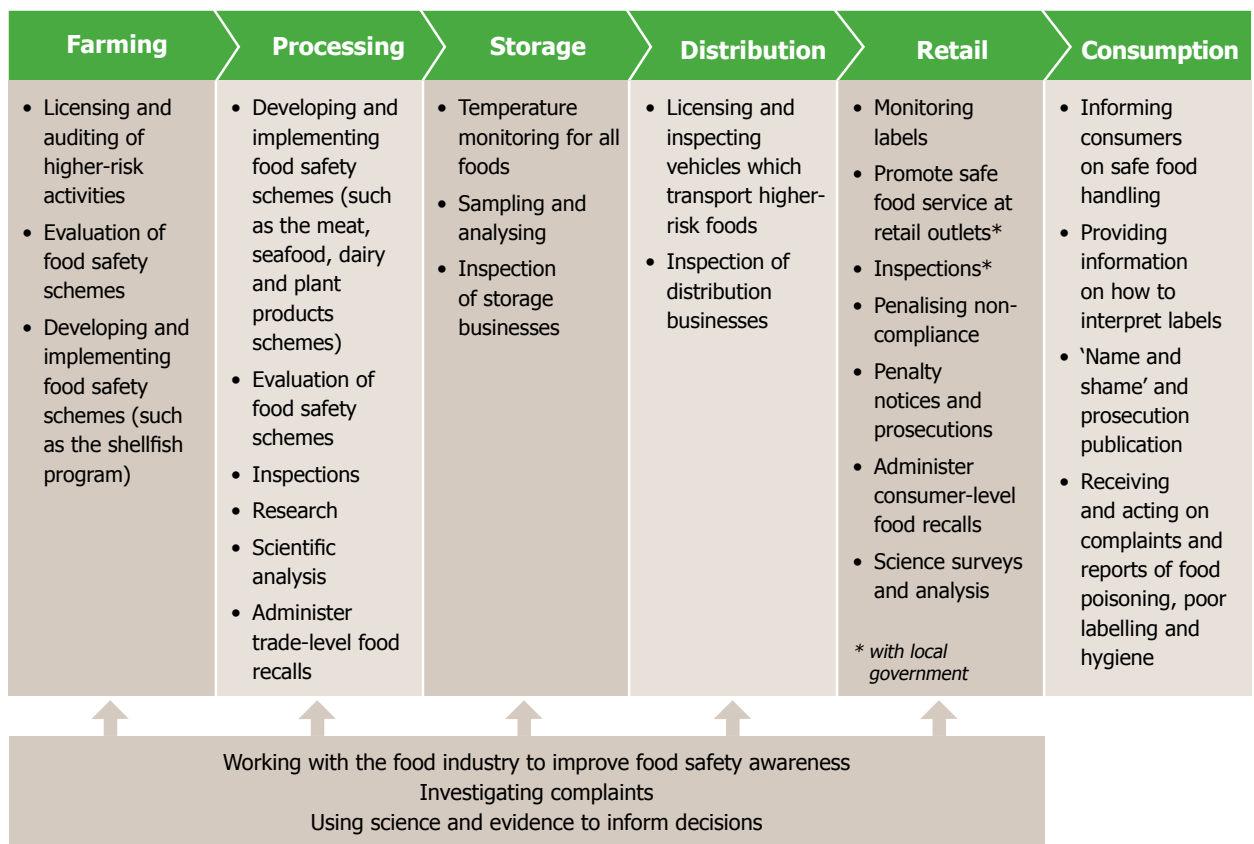 Farming
Processing
Storage
Distribution
Retail
Consumption
• Licensing and
auditing of
higher-risk
activities
• Evaluation of
food safety
schemes
• Developing and
implementing
food safety
schemes (such
as the shellfish
program)
• Developing and
implementing
food safety
schemes (such
as the meat,
seafood, dairy
and plant
products
schemes)
• Evaluation of
food safety
schemes
• Inspections
• Research
• Scientific
analysis
• Administer
trade-level food
recalls
• Temperature
monitoring for all
foods
• Sampling and
analysing
• Inspection
of storage
businesses
• Licensing and
inspecting
vehicles which
transport higher-
risk foods
• Inspection of
distribution
businesses
• Monitoring
labels
• Promote safe
food service at
retail outlets*
• Inspections*
• Penalising non-
compliance
• Penalty
notices and
prosecutions
• Administer
consumer-level
food recalls
• Science surveys
and analysis
* with local
government
• Informing
consumers
on safe food
handling
• Providing
information
on how to
interpret labels
• ‘Name and
shame’ and
prosecution
publication
• Receiving
and acting on
complaints and
reports of food
poisoning, poor
labelling and
hygiene
Working with the food industry to improve food safety awareness
Investigating complaints
Using science and evidence to inform decisions